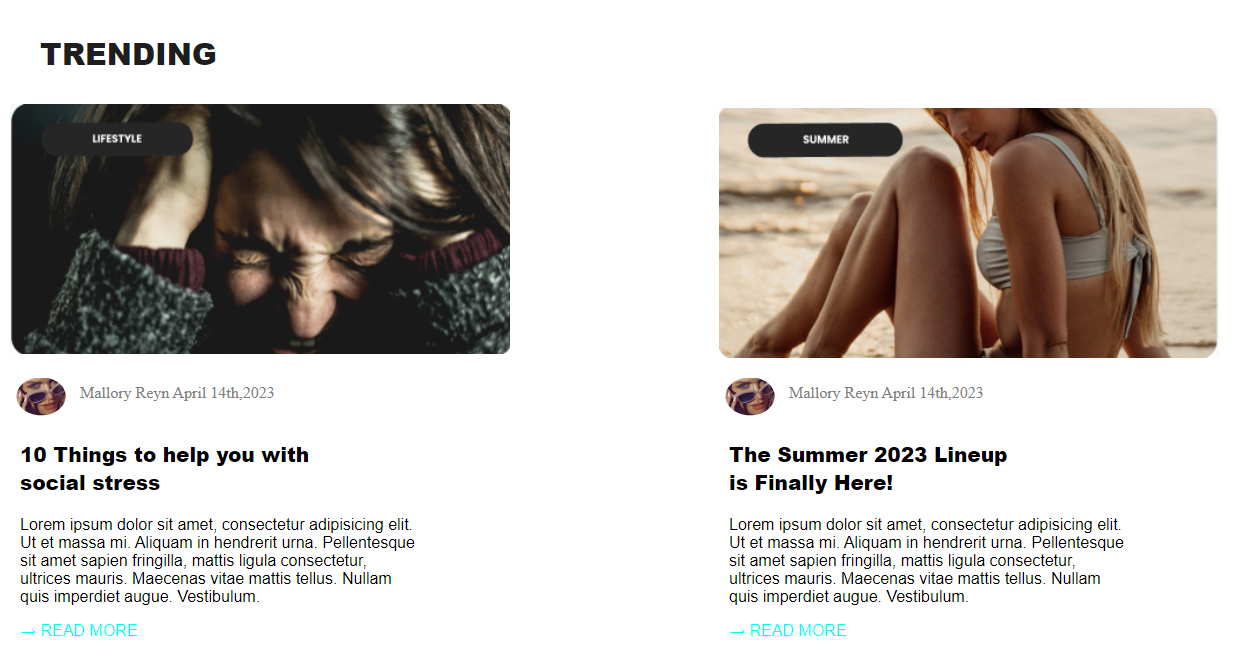 TRENDING
LIFESTYLE
Mallory Reyn April 14th,2023
10 Things to help you with
social stress
Lorem ipsum dolor sit amet, consectetur adipisicing elit.
Ut et massa mi. Aliquam in hendrerit urna. Pellentesque
sit amet sapien fringilla, mattis ligula consectetur,
ultrices mauris. Maecenas vitae mattis tellus. Nullam
quis imperdiet augue. Vestibulum.
→ READ MORE
SUMMER
Mallory Reyn April 14th,2023
The Summer 2023 Lineup
is Finally Here!
Lorem ipsum dolor sit amet, consectetur adipisicing elit.
Ut et massa mi. Aliquam in hendrerit urna. Pellentesque
sit amet sapien fringilla, mattis ligula consectetur,
ultrices mauris. Maecenas vitae mattis tellus. Nullam
quis imperdiet augue. Vestibulum.
→ READ MORE